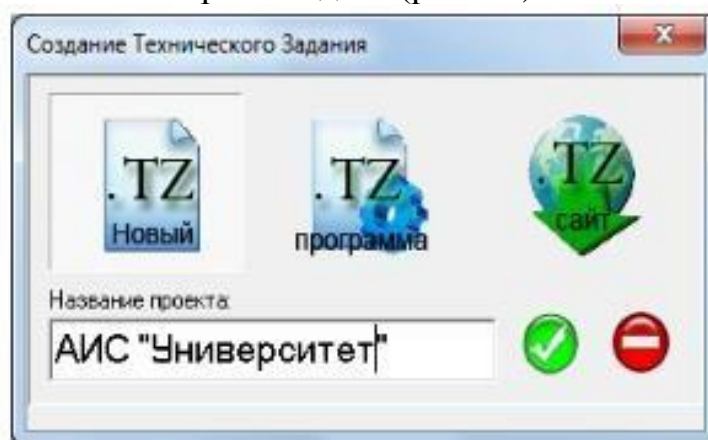 Создание Технического Задания
.TZ
Новый
.TZ
программа
.TZ
сайт
Название проекта:
АИС "Университет"